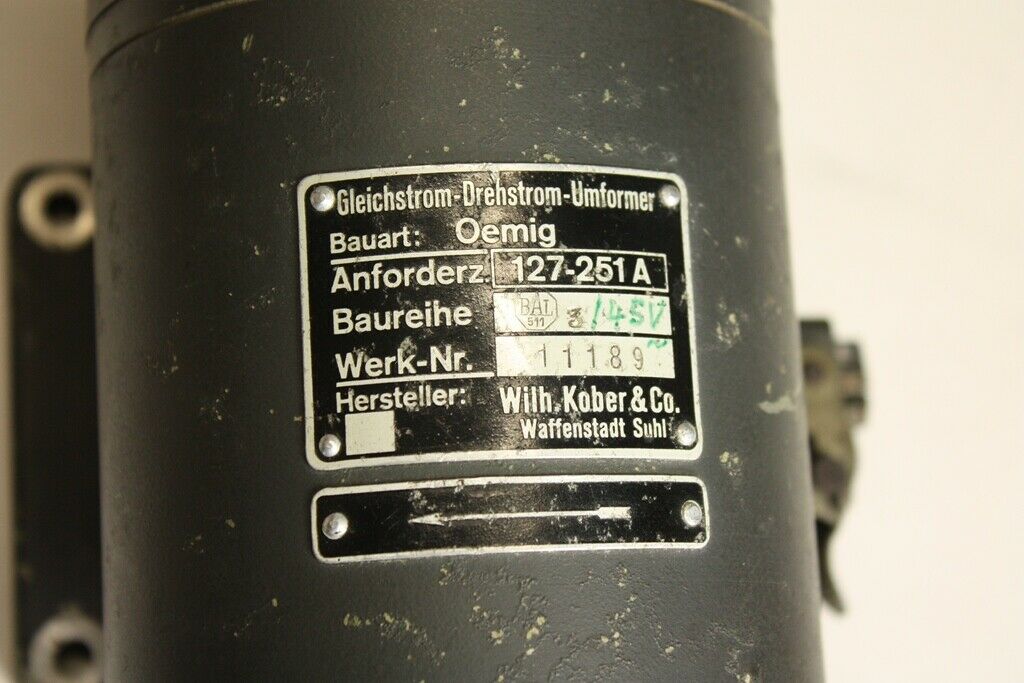 Gleichstrom-Drehstrom-Umformer
Bauart: Oemig
Anforderz. 127-251 A
Baureihe BAL 511 3/45V
Werk-Nr. 11189
Hersteller: Wilh. Kober & Co.
Waffenstadt Suhl